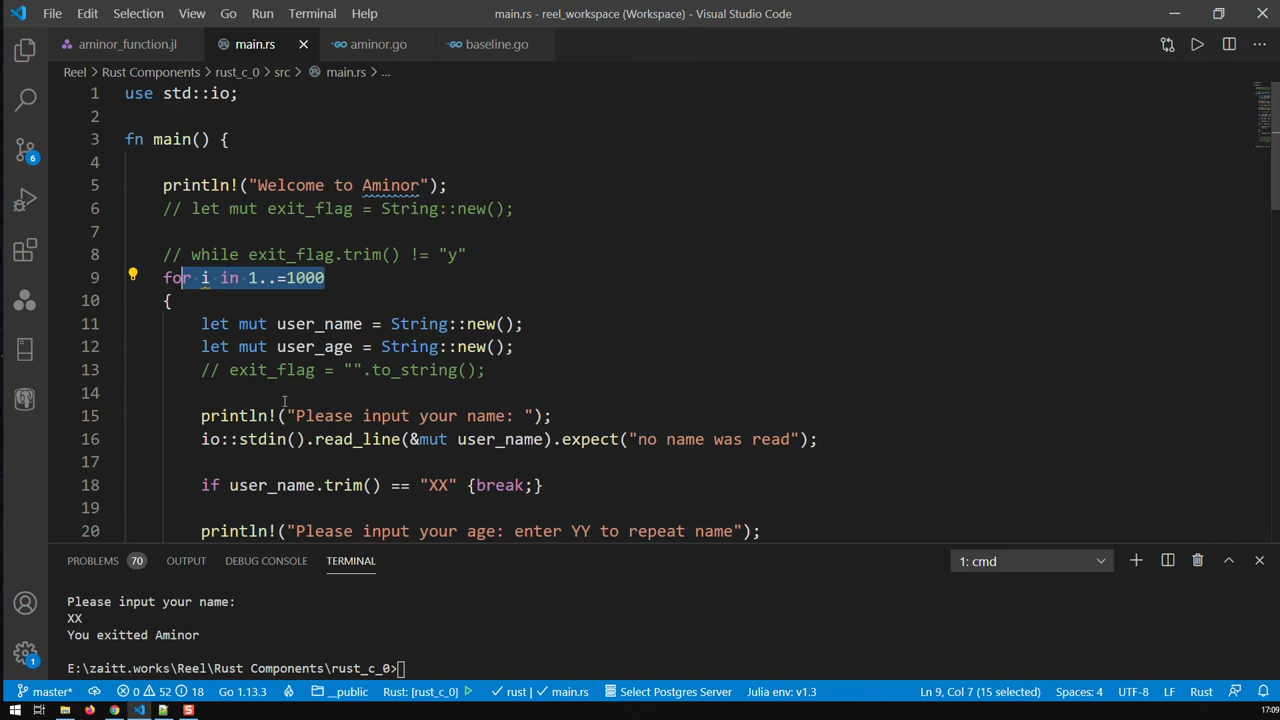 File Edit Selection View Go Run Terminal Help main.rs - reel_workspace (Workspace) - Visual Studio Code
aminor_function.jl main.rs aminor.go baseline.go
Reel > Rust Components > rust_c_0 > src > main.rs > ...
1 use std::io;
2
3 fn main() {
4
5 println!("Welcome to Aminor");
6 // let mut exit_flag = String::new();
7
8 // while exit_flag.trim() != "y"
9 for i in 1..=1000
10 {
11 let mut user_name = String::new();
12 let mut user_age = String::new();
13 // exit_flag = "".to_string();
14
15 println!("Please input your name: ");
16 io::stdin().read_line(&mut user_name).expect("no name was read");
17
18 if user_name.trim() == "XX" {break;}
19
20 println!("Please input your age: enter YY to repeat name");
6
PROBLEMS 70 OUTPUT DEBUG CONSOLE TERMINAL 1: cmd
Please input your name:
XX
You exitted Aminor
E:\zaitt.works\Reel\Rust Components\rust_c_0>
1
master* 0 52 18 Go 1.13.3 __public Rust: [rust_c_0] rust | main.rs Select Postgres Server Julia env: v1.3 Ln 9, Col 7 (15 selected) Spaces: 4 UTF-8 LF Rust
17:09